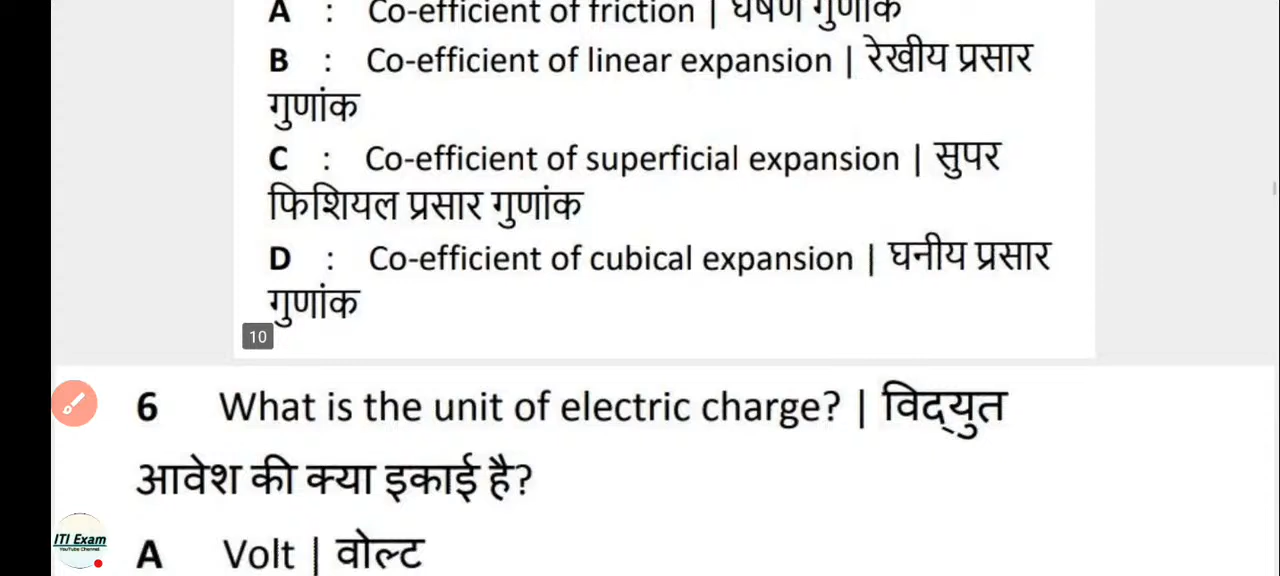 A : Co-efficient of friction | घर्षण गुणांक
B : Co-efficient of linear expansion | रेखीय प्रसार
गुणांक
C : Co-efficient of superficial expansion | सुपर
फिशियल प्रसार गुणांक
D : Co-efficient of cubical expansion | घनीय प्रसार
गुणांक
10
6 What is the unit of electric charge? | विद्‌युत
आवेश की क्या इकाई है?
ITI Exam
YouTube Channel
A Volt | वोल्ट